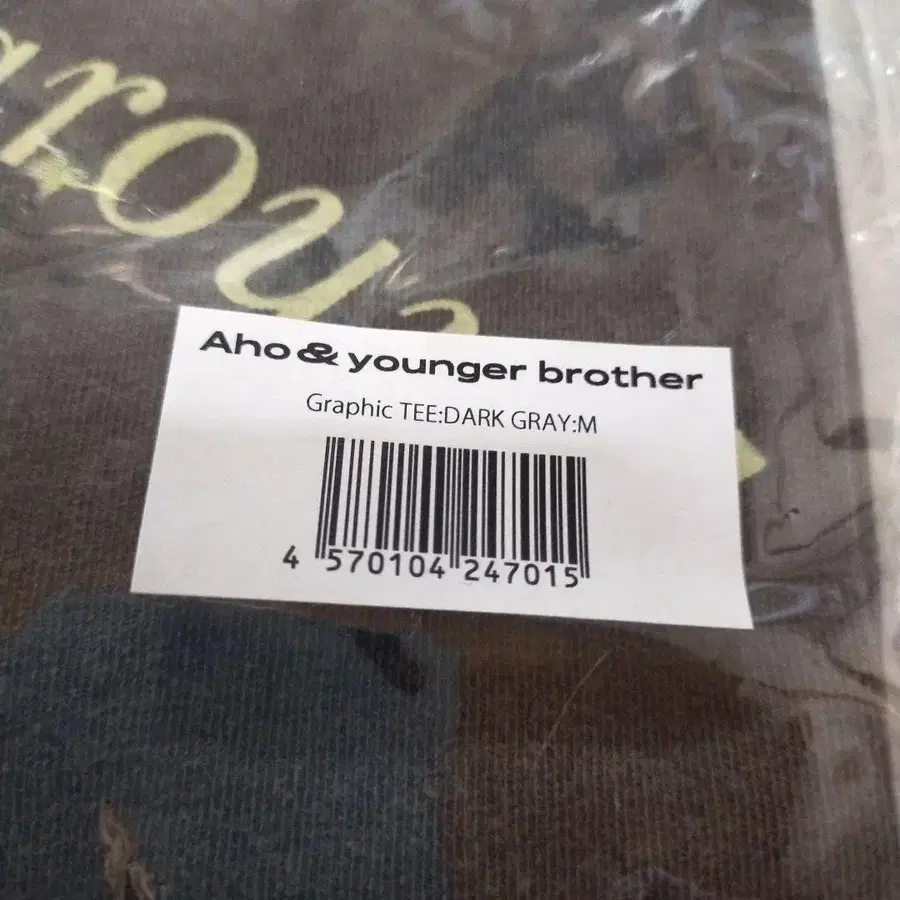 Aho & younger brother
Graphic TEE:DARK GRAY:M
4 570104 247015